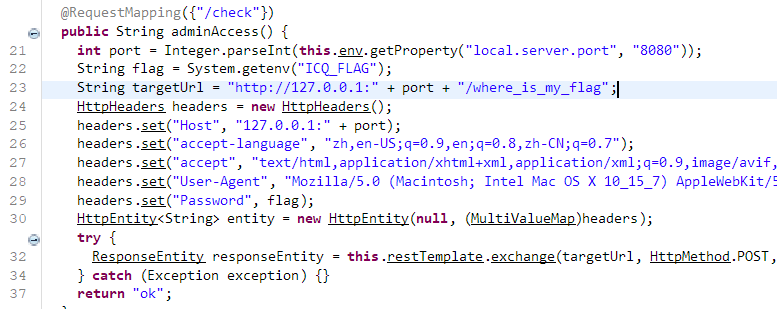 @RequestMapping({"/check"})
public String adminAccess() {
21 int port = Integer.parseInt(this.env.getProperty("local.server.port", "8080"));
22 String flag = System.getenv("ICQ_FLAG");
23 String targetUrl = "http://127.0.0.1:" + port + "/where_is_my_flag";
24 HttpHeaders headers = new HttpHeaders();
25 headers.set("Host", "127.0.0.1:" + port);
26 headers.set("accept-language", "zh,en-US;q=0.9,en;q=0.8,zh-CN;q=0.7");
27 headers.set("accept", "text/html,application/xhtml+xml,application/xml;q=0.9,image/avif,
28 headers.set("User-Agent", "Mozilla/5.0 (Macintosh; Intel Mac OS X 10_15_7) AppleWebKit/5
29 headers.set("Password", flag);
30 HttpEntity<String> entity = new HttpEntity(null, (MultiValueMap)headers);
try {
32 ResponseEntity responseEntity = this.restTemplate.exchange(targetUrl, HttpMethod.POST,
34 } catch (Exception exception) {}
37 return "ok";